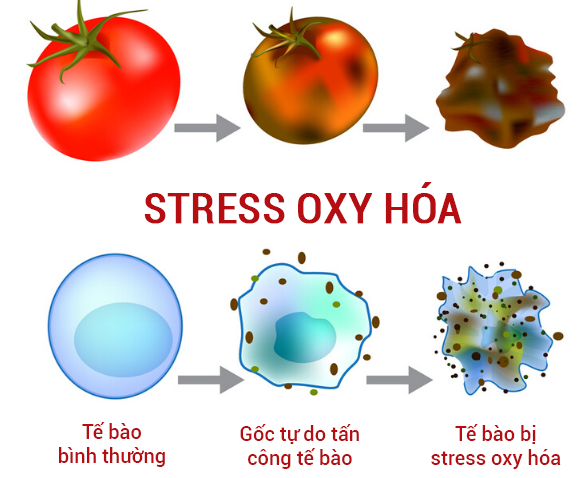 STRESS OXY HÓA
Tế bào
bình thường
Gốc tự do tấn
công tế bào
Tế bào bị
stress oxy hóa